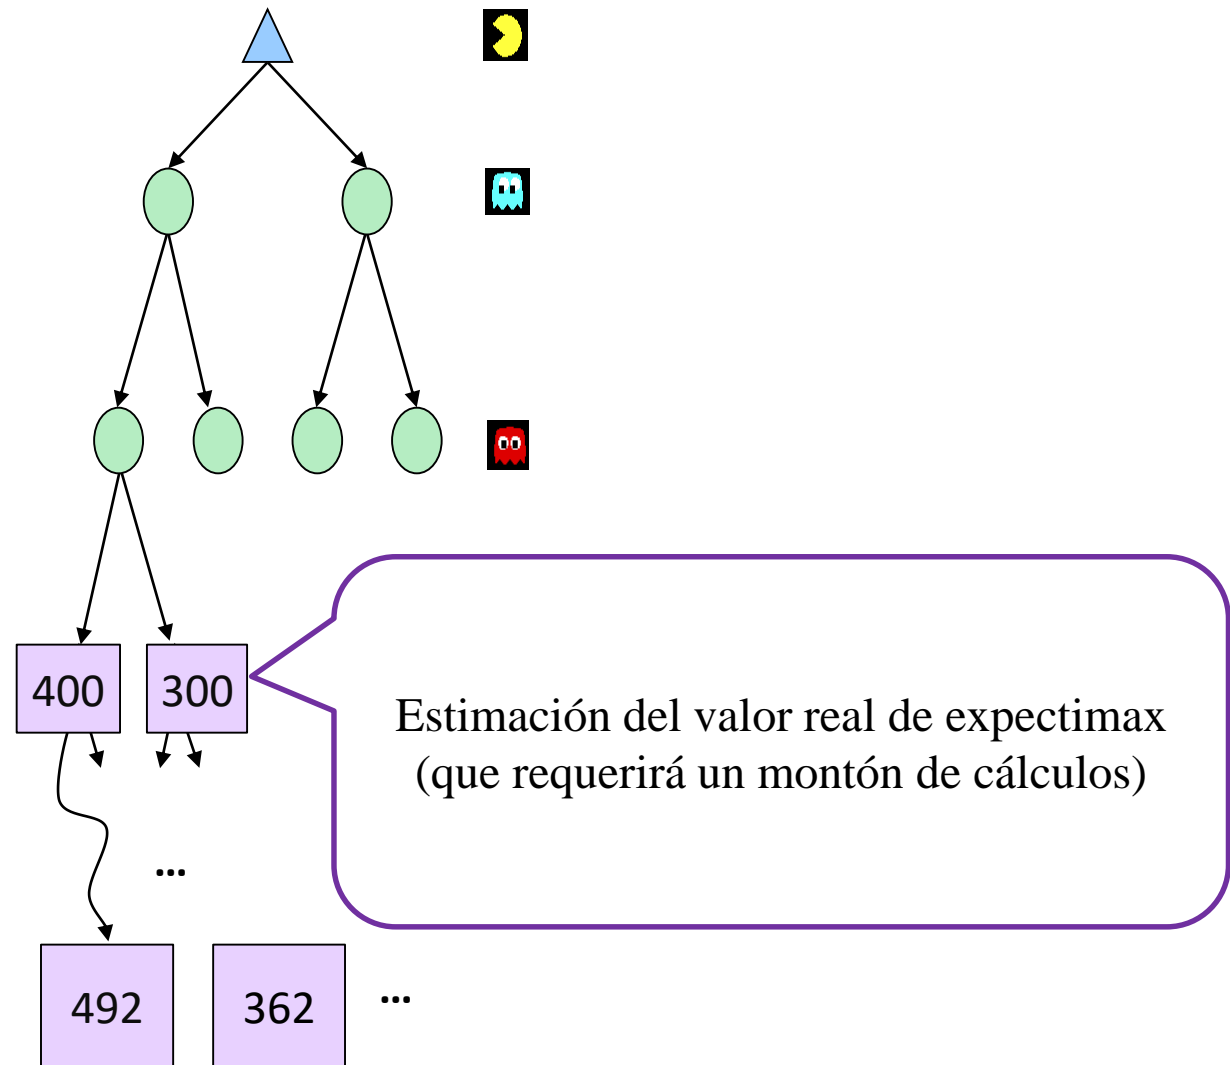 400 300
Estimación del valor real de expectimax
(que requerirá un montón de cálculos)
...
492 362 ...